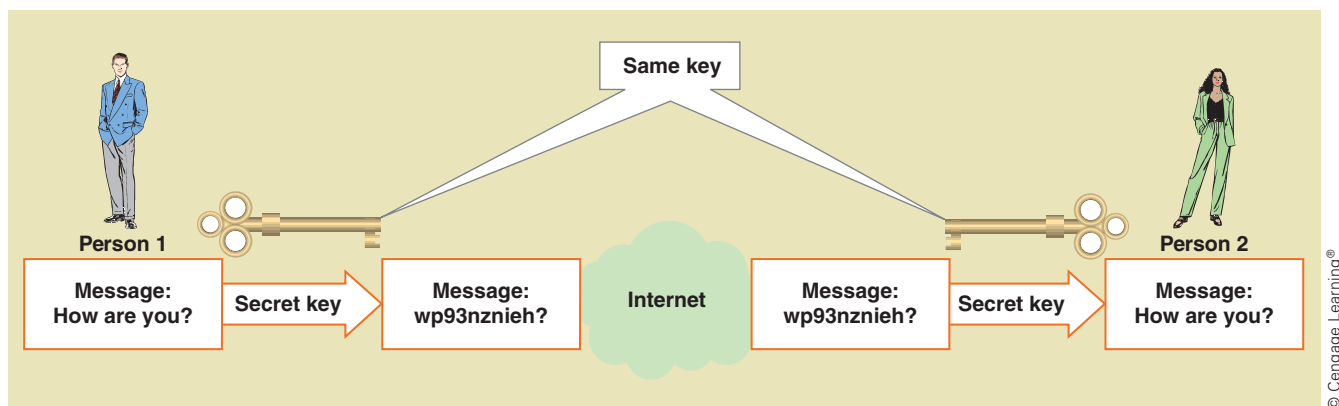 Same key
Person 1
Person 2
Message:
How are you?
Secret key
Message:
wp93nznieh?
Internet
Message:
wp93nznieh?
Secret key
Message:
How are you?
© Cengage Learning®